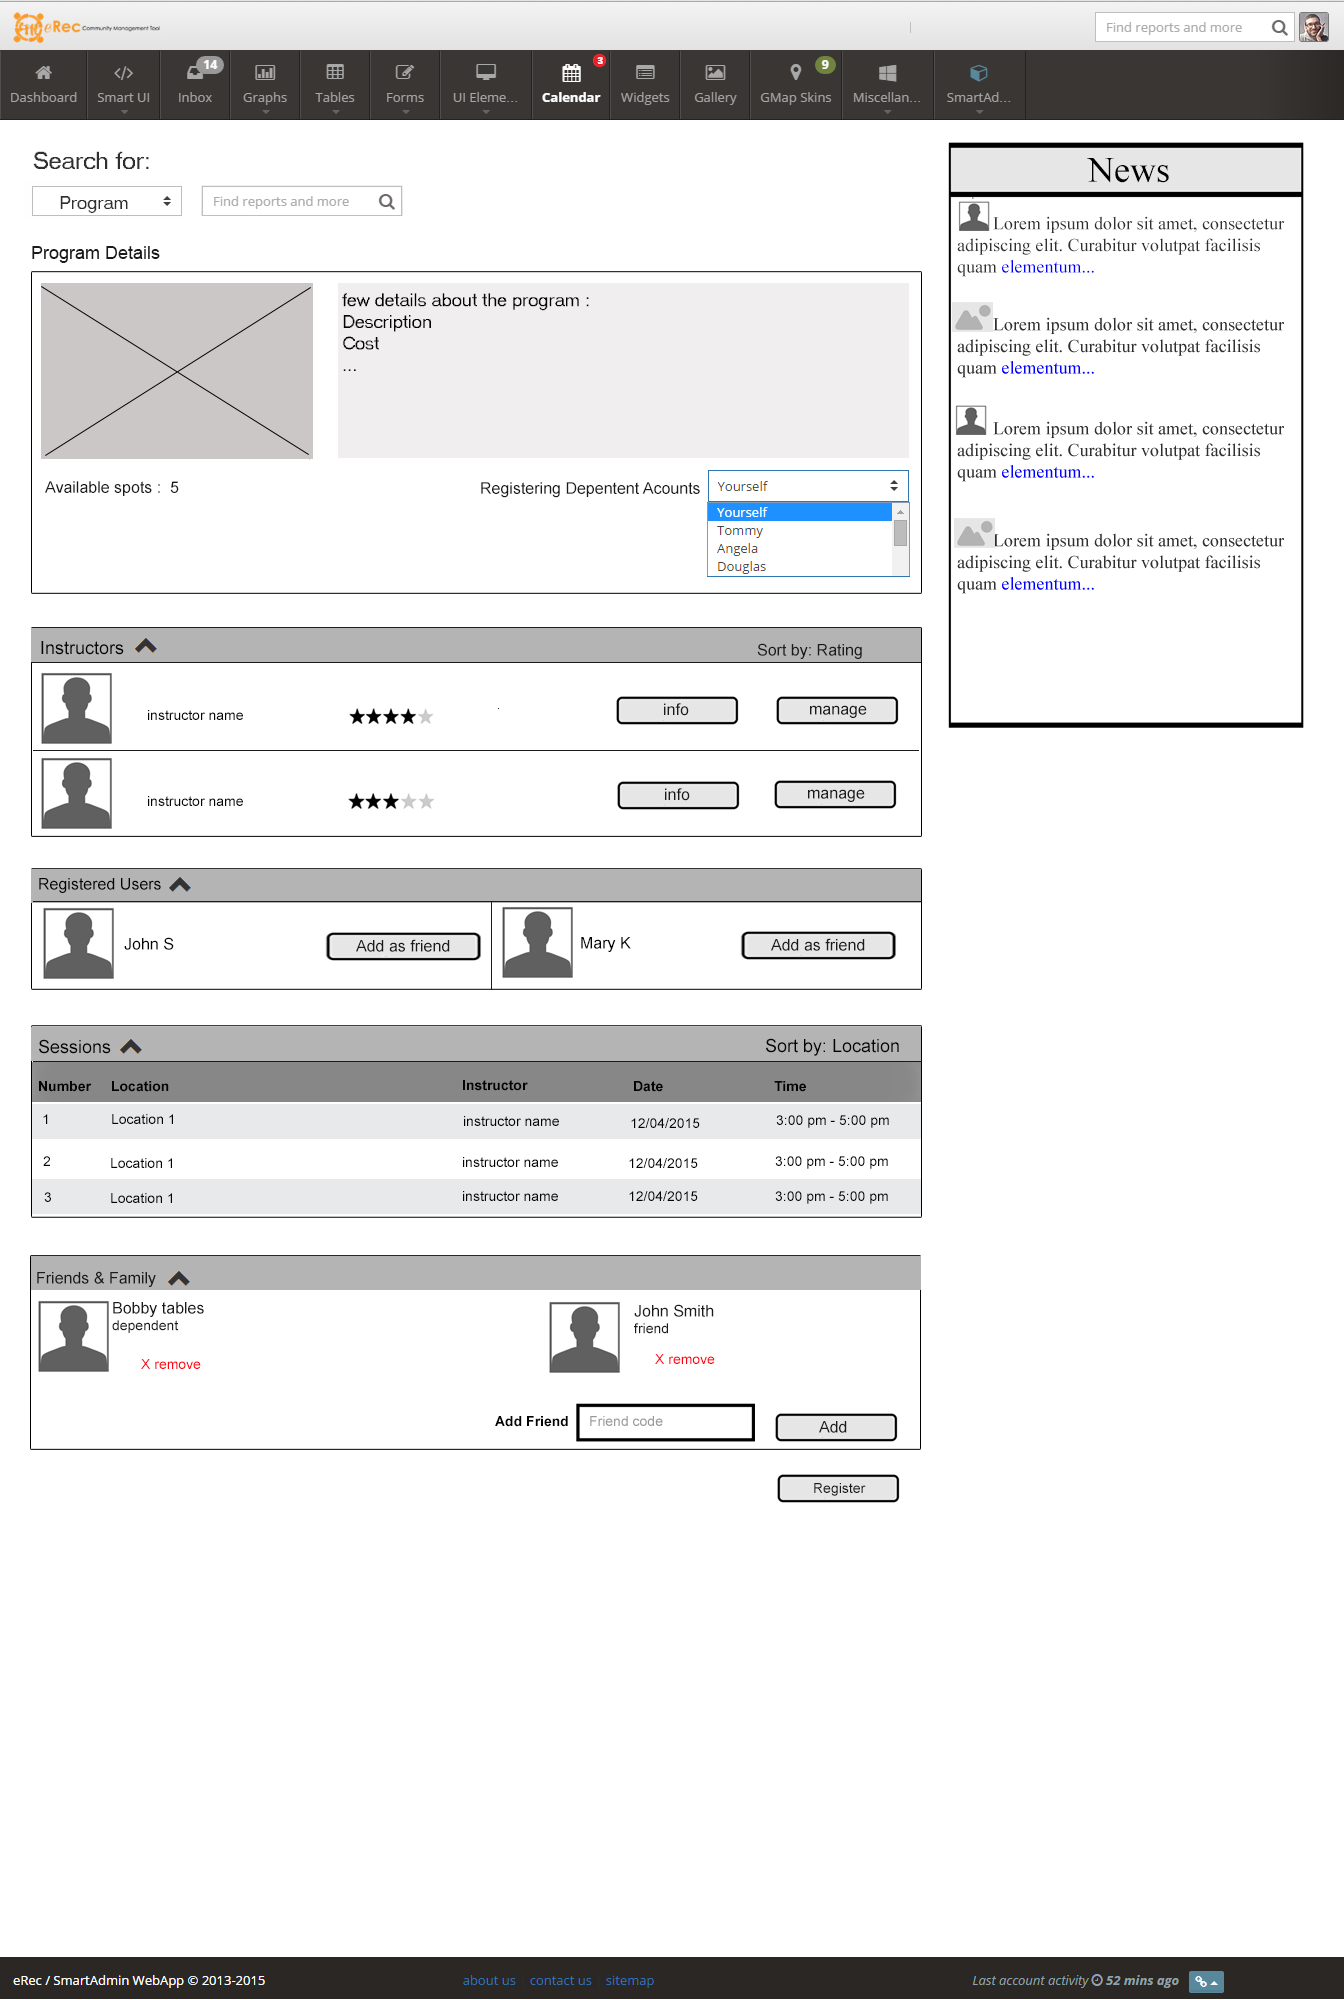 eRec Community Management Tool
Find reports and more
14
3
9
Dashboard
Smart UI
Inbox
Graphs
Tables
Forms
UI Eleme...
Calendar
Widgets
Gallery
GMap Skins
Miscellan...
SmartAd...
Search for:
Program
Find reports and more
Program Details
few details about the program :
Description
Cost
...
Available spots : 5
Registering Depentent Acounts
Yourself
Yourself
Tommy
Angela
Douglas
Instructors
Sort by: Rating
instructor name
info
manage
instructor name
info
manage
Registered Users
John S
Add as friend
Mary K
Add as friend
Sessions
Sort by: Location
Number Location Instructor Date Time
1 Location 1 instructor name 12/04/2015 3:00 pm - 5:00 pm
2 Location 1 instructor name 12/04/2015 3:00 pm - 5:00 pm
3 Location 1 instructor name 12/04/2015 3:00 pm - 5:00 pm
Friends & Family
Bobby tables
dependent
X remove
John Smith
friend
X remove
Add Friend
Friend code
Add
Register
News
Lorem ipsum dolor sit amet, consectetur
adipiscing elit. Curabitur volutpat facilisis
quam elementum...
Lorem ipsum dolor sit amet, consectetur
adipiscing elit. Curabitur volutpat facilisis
quam elementum...
Lorem ipsum dolor sit amet, consectetur
adipiscing elit. Curabitur volutpat facilisis
quam elementum...
Lorem ipsum dolor sit amet, consectetur
adipiscing elit. Curabitur volutpat facilisis
quam elementum...
eRec / SmartAdmin WebApp © 2013-2015
about us
contact us
sitemap
Last account activity 52 mins ago